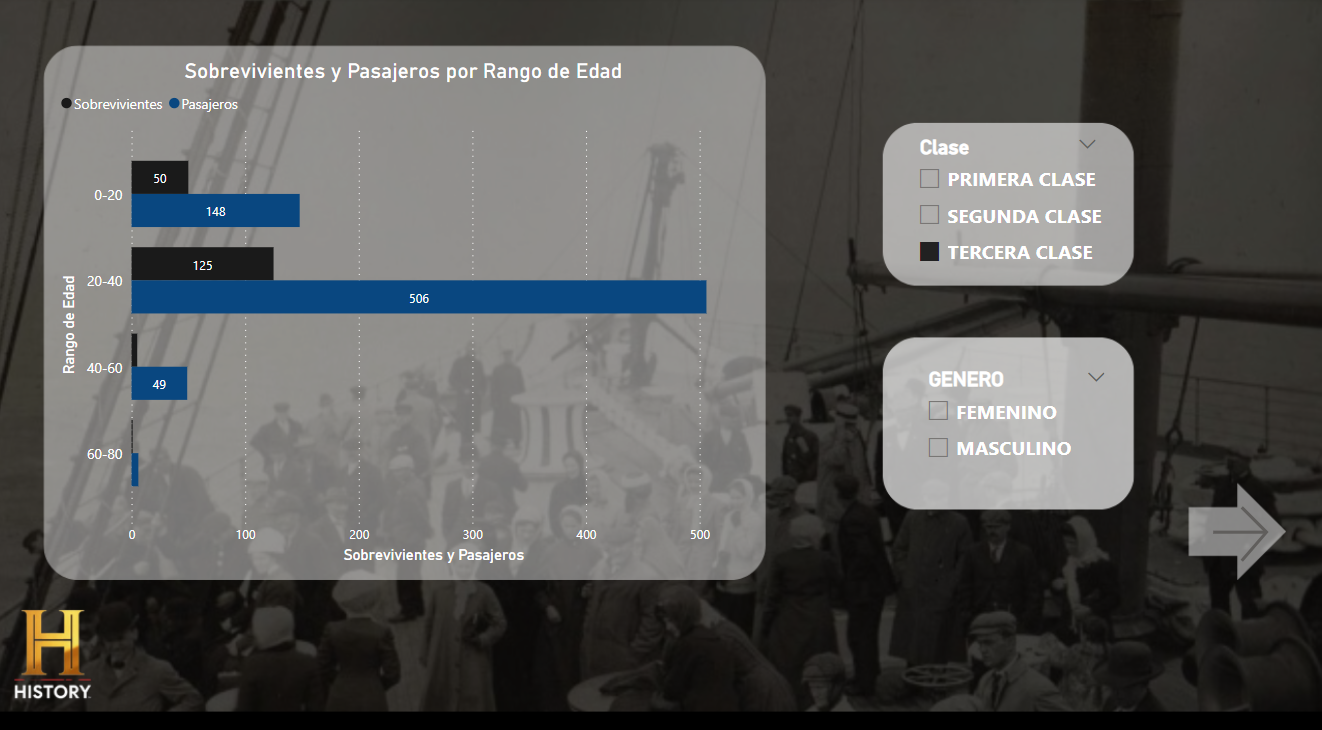 Sobrevivientes y Pasajeros por Rango de Edad
Sobrevivientes Pasajeros
Rango de Edad
0-20
50
148
20-40
125
506
40-60
49
60-80
0 100 200 300 400 500
Sobrevivientes y Pasajeros
Clase
PRIMERA CLASE
SEGUNDA CLASE
TERCERA CLASE
GENERO
FEMENINO
MASCULINO
H
HISTORY